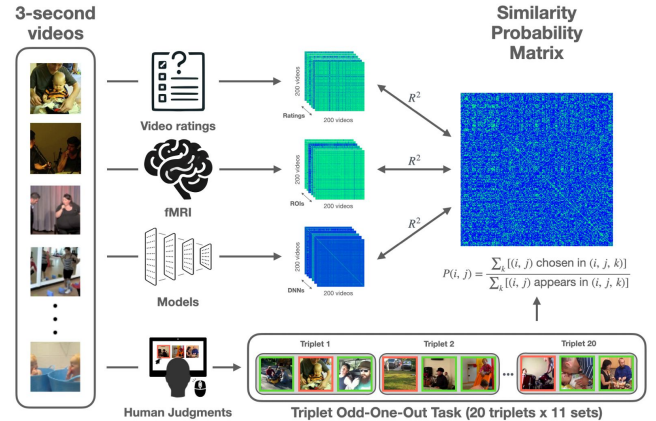 3-second
videos
Similarity
Probability
Matrix
Video ratings
200 videos
Ratings
200 videos
R²
fMRI
200 videos
ROIs
200 videos
R²
Models
200 videos
DNNs
200 videos
R²
P(i, j) = ∑ₖ [(i, j) chosen in (i, j, k)] / ∑ₖ [(i, j) appears in (i, j, k)]
Human Judgments
Triplet 1
Triplet 2
Triplet 20
...
Triplet Odd-One-Out Task (20 triplets x 11 sets)